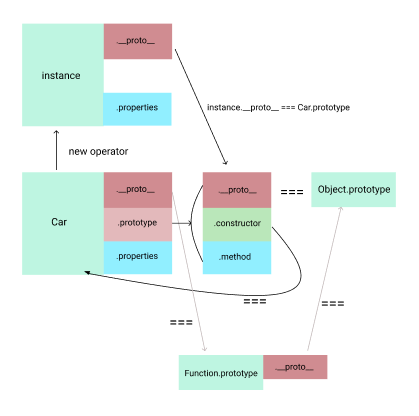 .__proto__
instance
.properties
instance.__proto__ === Car.prototype
new operator
.__proto__
.__proto__
===
Object.prototype
Car
.prototype
.constructor
.properties
.method
===
===
===
Function.prototype
.__proto__